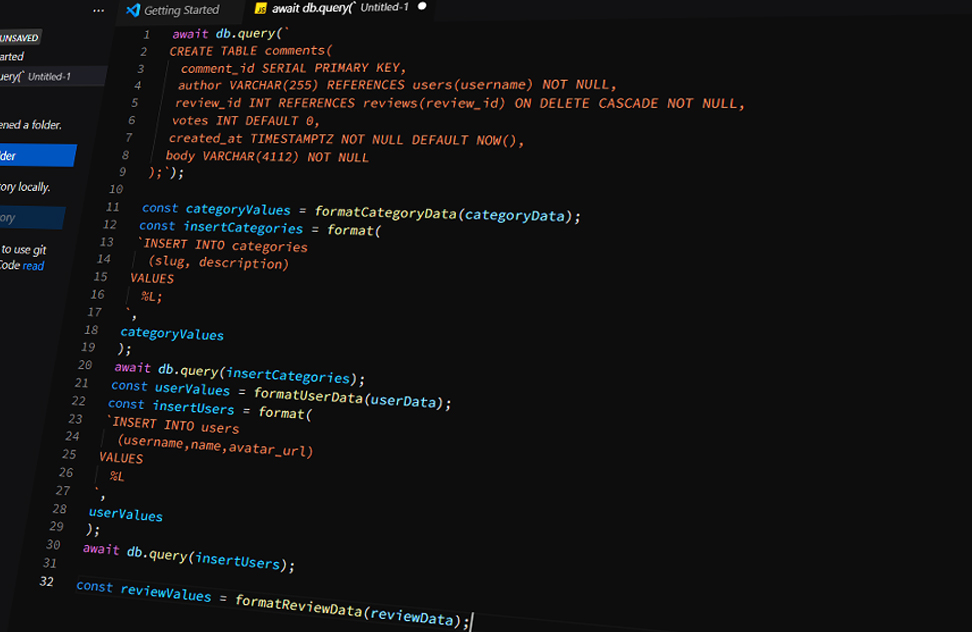 Getting Started
JS await db.query(` Untitled-1
UNSAVED
arted
uery(` Untitled-1
ened a folder.
der
ory locally.
ory
to use git
Code read
1 await db.query(`
2 CREATE TABLE comments(
3 comment_id SERIAL PRIMARY KEY,
4 author VARCHAR(255) REFERENCES users(username) NOT NULL,
5 review_id INT REFERENCES reviews(review_id) ON DELETE CASCADE NOT NULL,
6 votes INT DEFAULT 0,
7 created_at TIMESTAMPTZ NOT NULL DEFAULT NOW(),
8 body VARCHAR(4112) NOT NULL
9 );`);
10
11 const categoryValues = formatCategoryData(categoryData);
12 const insertCategories = format(
13 `INSERT INTO categories
14 (slug, description)
15 VALUES
16 %L;
17 `,
18 categoryValues
19 );
20 await db.query(insertCategories);
21 const userValues = formatUserData(userData);
22 const insertUsers = format(
23 `INSERT INTO users
24 (username,name,avatar_url)
25 VALUES
26 %L
27 `,
28 userValues
29 );
30 await db.query(insertUsers);
31
32 const reviewValues = formatReviewData(reviewData);